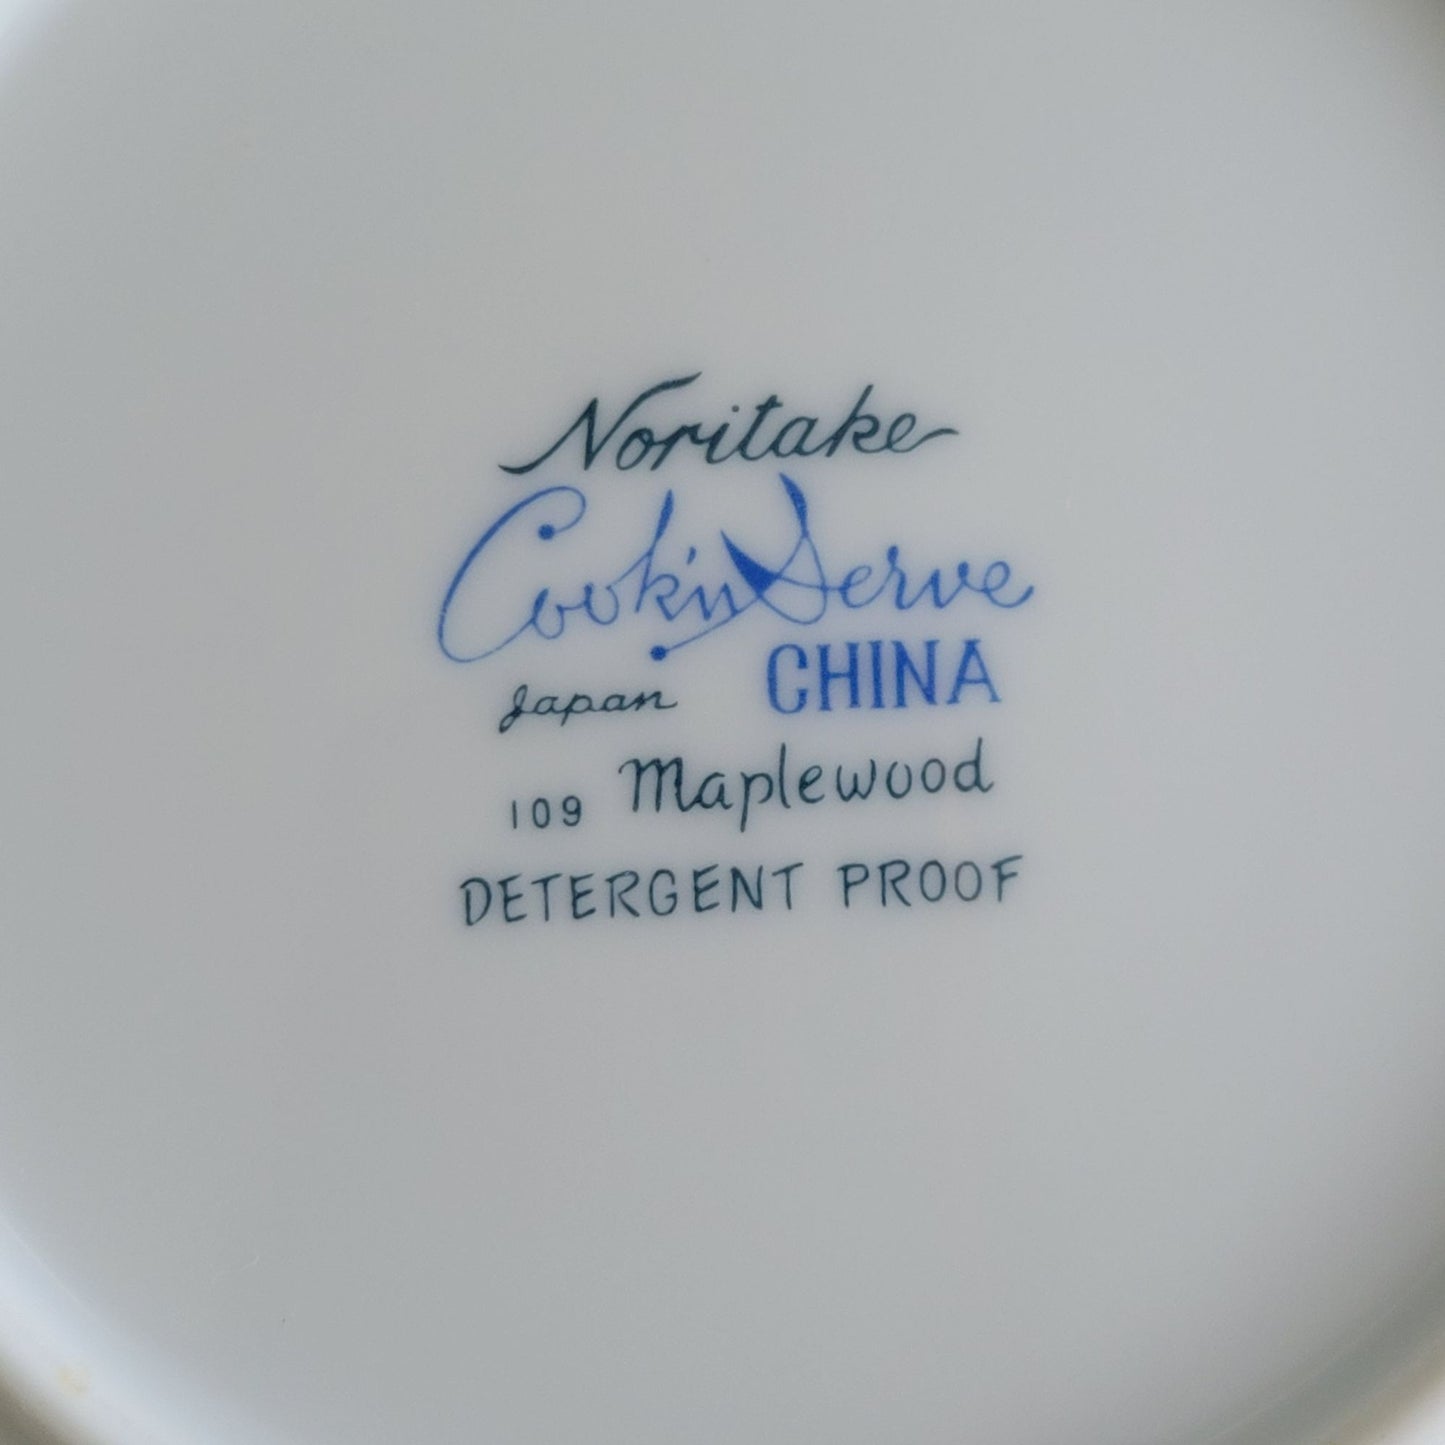 Noritake
Cook'n Serve
CHINA
Japan
109 Maplewood
DETERGENT PROOF